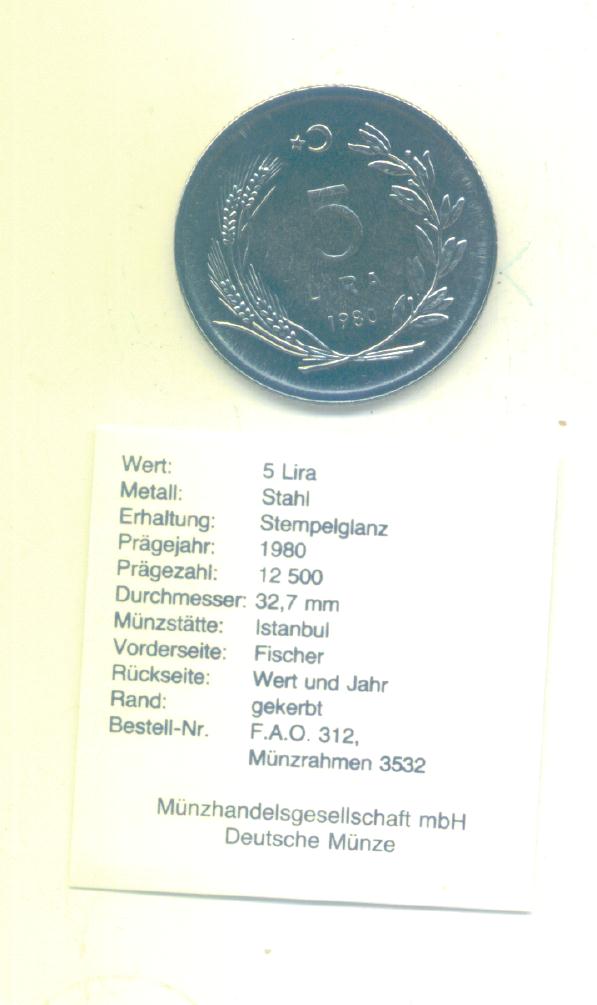 5
LIRA
1980
Wert: 5 Lira
Metall: Stahl
Erhaltung: Stempelglanz
Prägejahr: 1980
Prägezahl: 12 500
Durchmesser: 32,7 mm
Münzstätte: Istanbul
Vorderseite: Fischer
Rückseite: Wert und Jahr
Rand: gekerbt
Bestell-Nr. F.A.O. 312,
Münzrahmen 3532
Münzhandelsgesellschaft mbH
Deutsche Münze